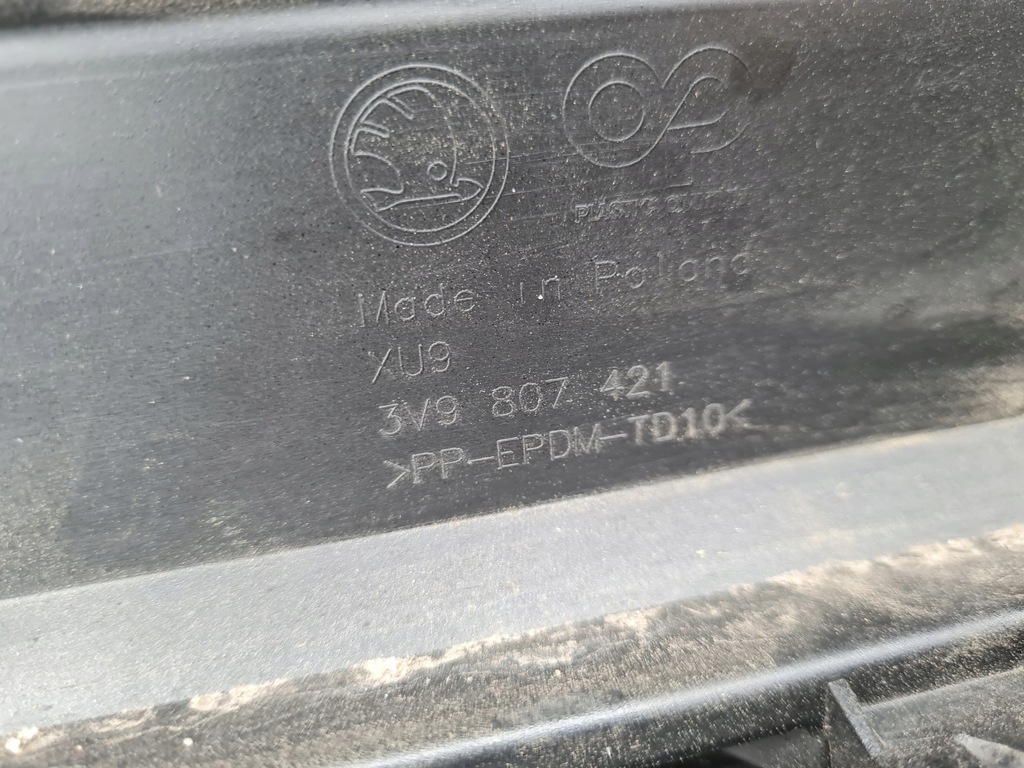 Made in Poland
XU9
3V9 807 421
>PP-EPDM-TD10<